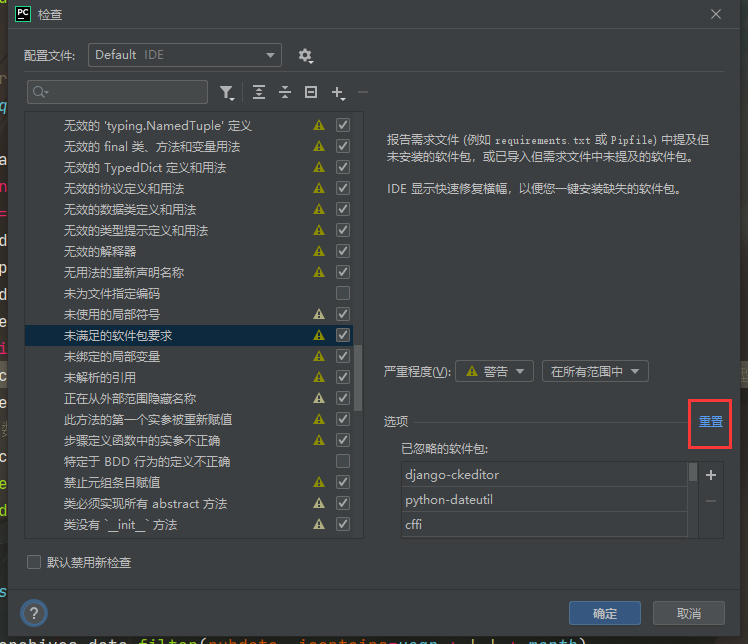 PC 检查
配置文件: Default IDE
无效的 'typing.NamedTuple' 定义
无效的 final 类、方法和变量用法
无效的 TypedDict 定义和用法
无效的协议定义和用法
无效的数据类定义和用法
无效的类型提示定义和用法
无效的解释器
无用法的重新声明名称
未为文件指定编码
未使用的局部符号
未满足的软件包要求
未绑定的局部变量
未解析的引用
正在从外部范围隐藏名称
此方法的第一个实参被重新赋值
步骤定义函数中的实参不正确
特定于 BDD 行为的定义不正确
禁止元组条目赋值
类必须实现所有 abstract 方法
类没有 `__init__` 方法
默认禁用新检查
报告需求文件 (例如 requirements.txt 或 Pipfile) 中提及但
未安装的软件包，或已导入但需求文件中未提及的软件包。
IDE 显示快速修复横幅，以便您一键安装缺失的软件包。
严重程度(V): 警告 在所有范围中
选项 重置
已忽略的软件包:
django-ckeditor
python-dateutil
cffi
? 确定 取消